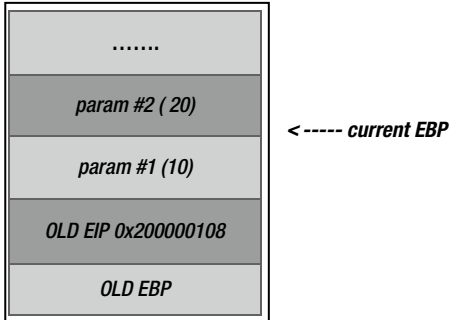 .......
param #2 ( 20)
< ----- current EBP
param #1 (10)
OLD EIP 0x200000108
OLD EBP